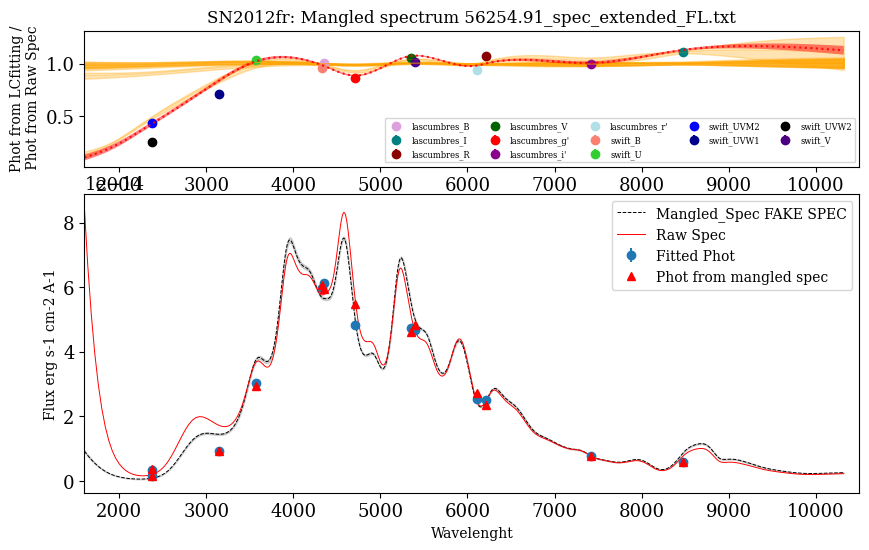 SN2012fr: Mangled spectrum 56254.91_spec_extended_FL.txt
Phot from LCfitting /
Phot from Raw Spec
1.0
0.5
lascumbres_B lascumbres_V lascumbres_r' swift_UVM2 swift_UVW2
lascumbres_I lascumbres_g' swift_B swift_UVW1 swift_V
lascumbres_R lascumbres_i' swift_U
2000 3000 4000 5000 6000 7000 8000 9000 10000
1e−14
Flux erg s-1 cm-2 A-1
8
6
4
2
0
Mangled_Spec FAKE SPEC
Raw Spec
Fitted Phot
Phot from mangled spec
2000 3000 4000 5000 6000 7000 8000 9000 10000
Wavelenght